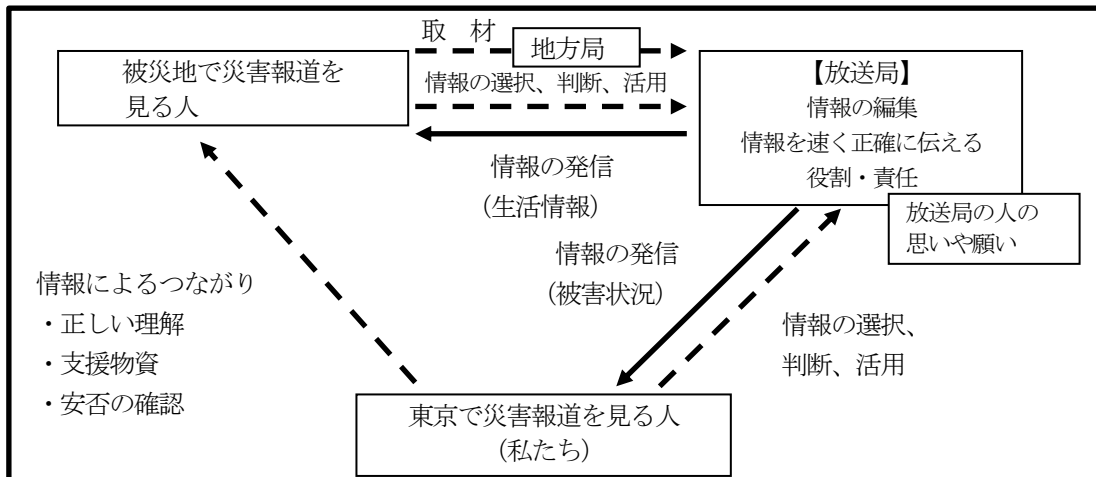 取　材
地方局
被災地で災害報道を
見る人
情報の選択、判断、活用
【放送局】
情報の編集
情報を速く正確に伝える
役割・責任
放送局の人の
思いや願い
情報の発信
（生活情報）
情報の発信
（被害状況）
情報によるつながり
・正しい理解
・支援物資
・安否の確認
情報の選択、
判断、活用
東京で災害報道を見る人
（私たち）